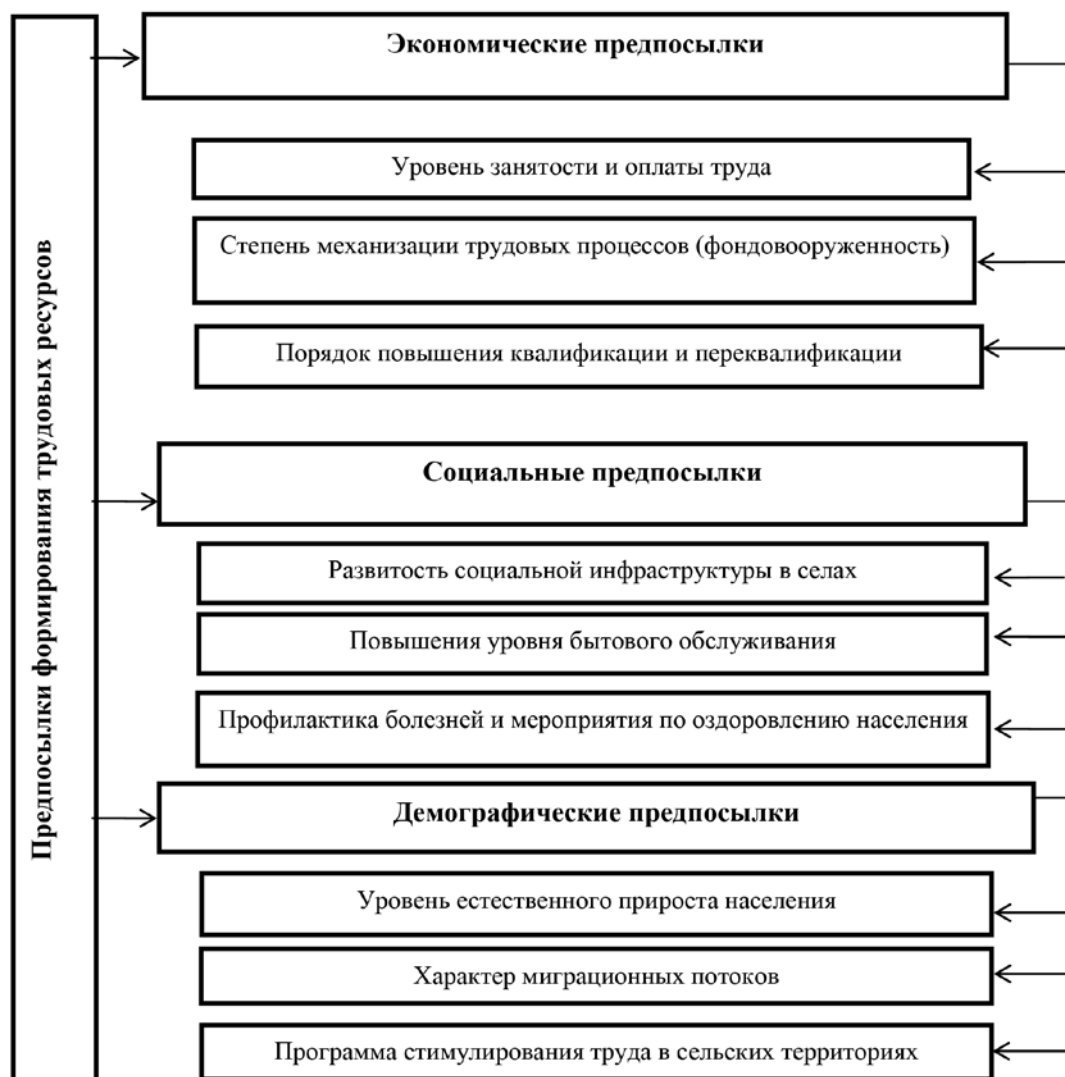 Предпосылки формирования трудовых ресурсов
Экономические предпосылки
Уровень занятости и оплаты труда
Степень механизации трудовых процессов (фондовооруженность)
Порядок повышения квалификации и переквалификации
Социальные предпосылки
Развитость социальной инфраструктуры в селах
Повышения уровня бытового обслуживания
Профилактика болезней и мероприятия по оздоровлению населения
Демографические предпосылки
Уровень естественного прироста населения
Характер миграционных потоков
Программа стимулирования труда в сельских территориях